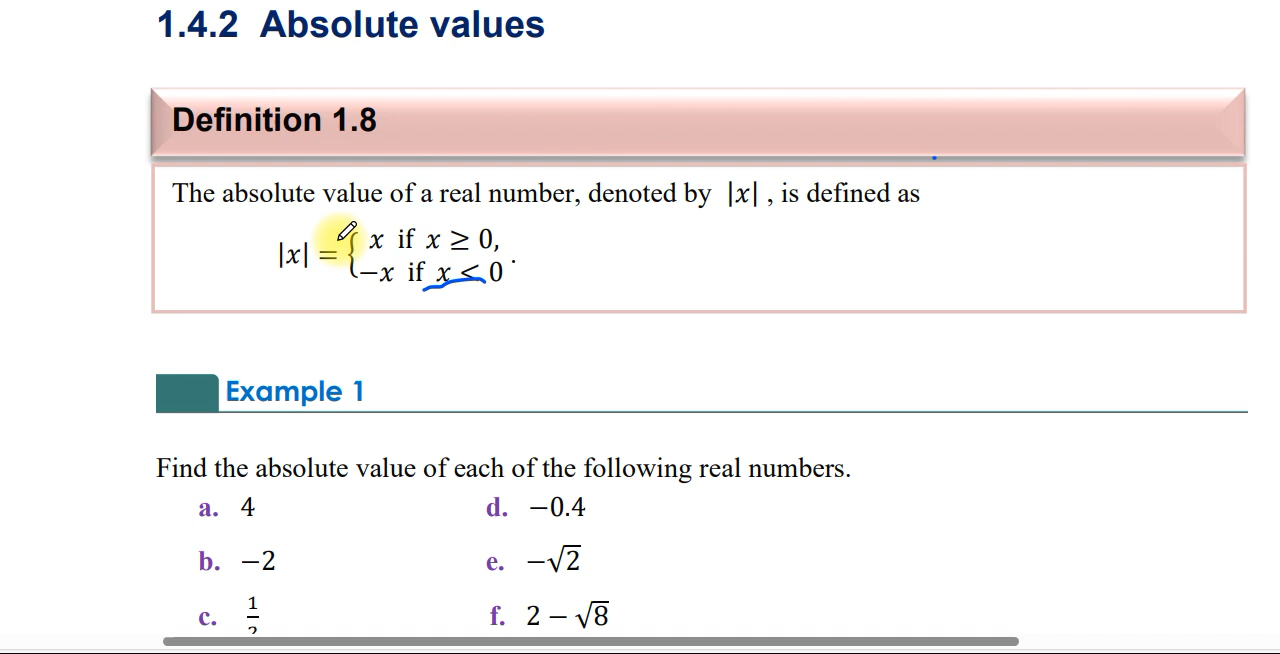 1.4.2 Absolute values
Definition 1.8
The absolute value of a real number, denoted by |x| , is defined as
|x| = { x if x ≥ 0,
−x if x < 0 .
Example 1
Find the absolute value of each of the following real numbers.
a. 4 d. −0.4
b. −2 e. −√2
c. 1/ f. 2 − √8